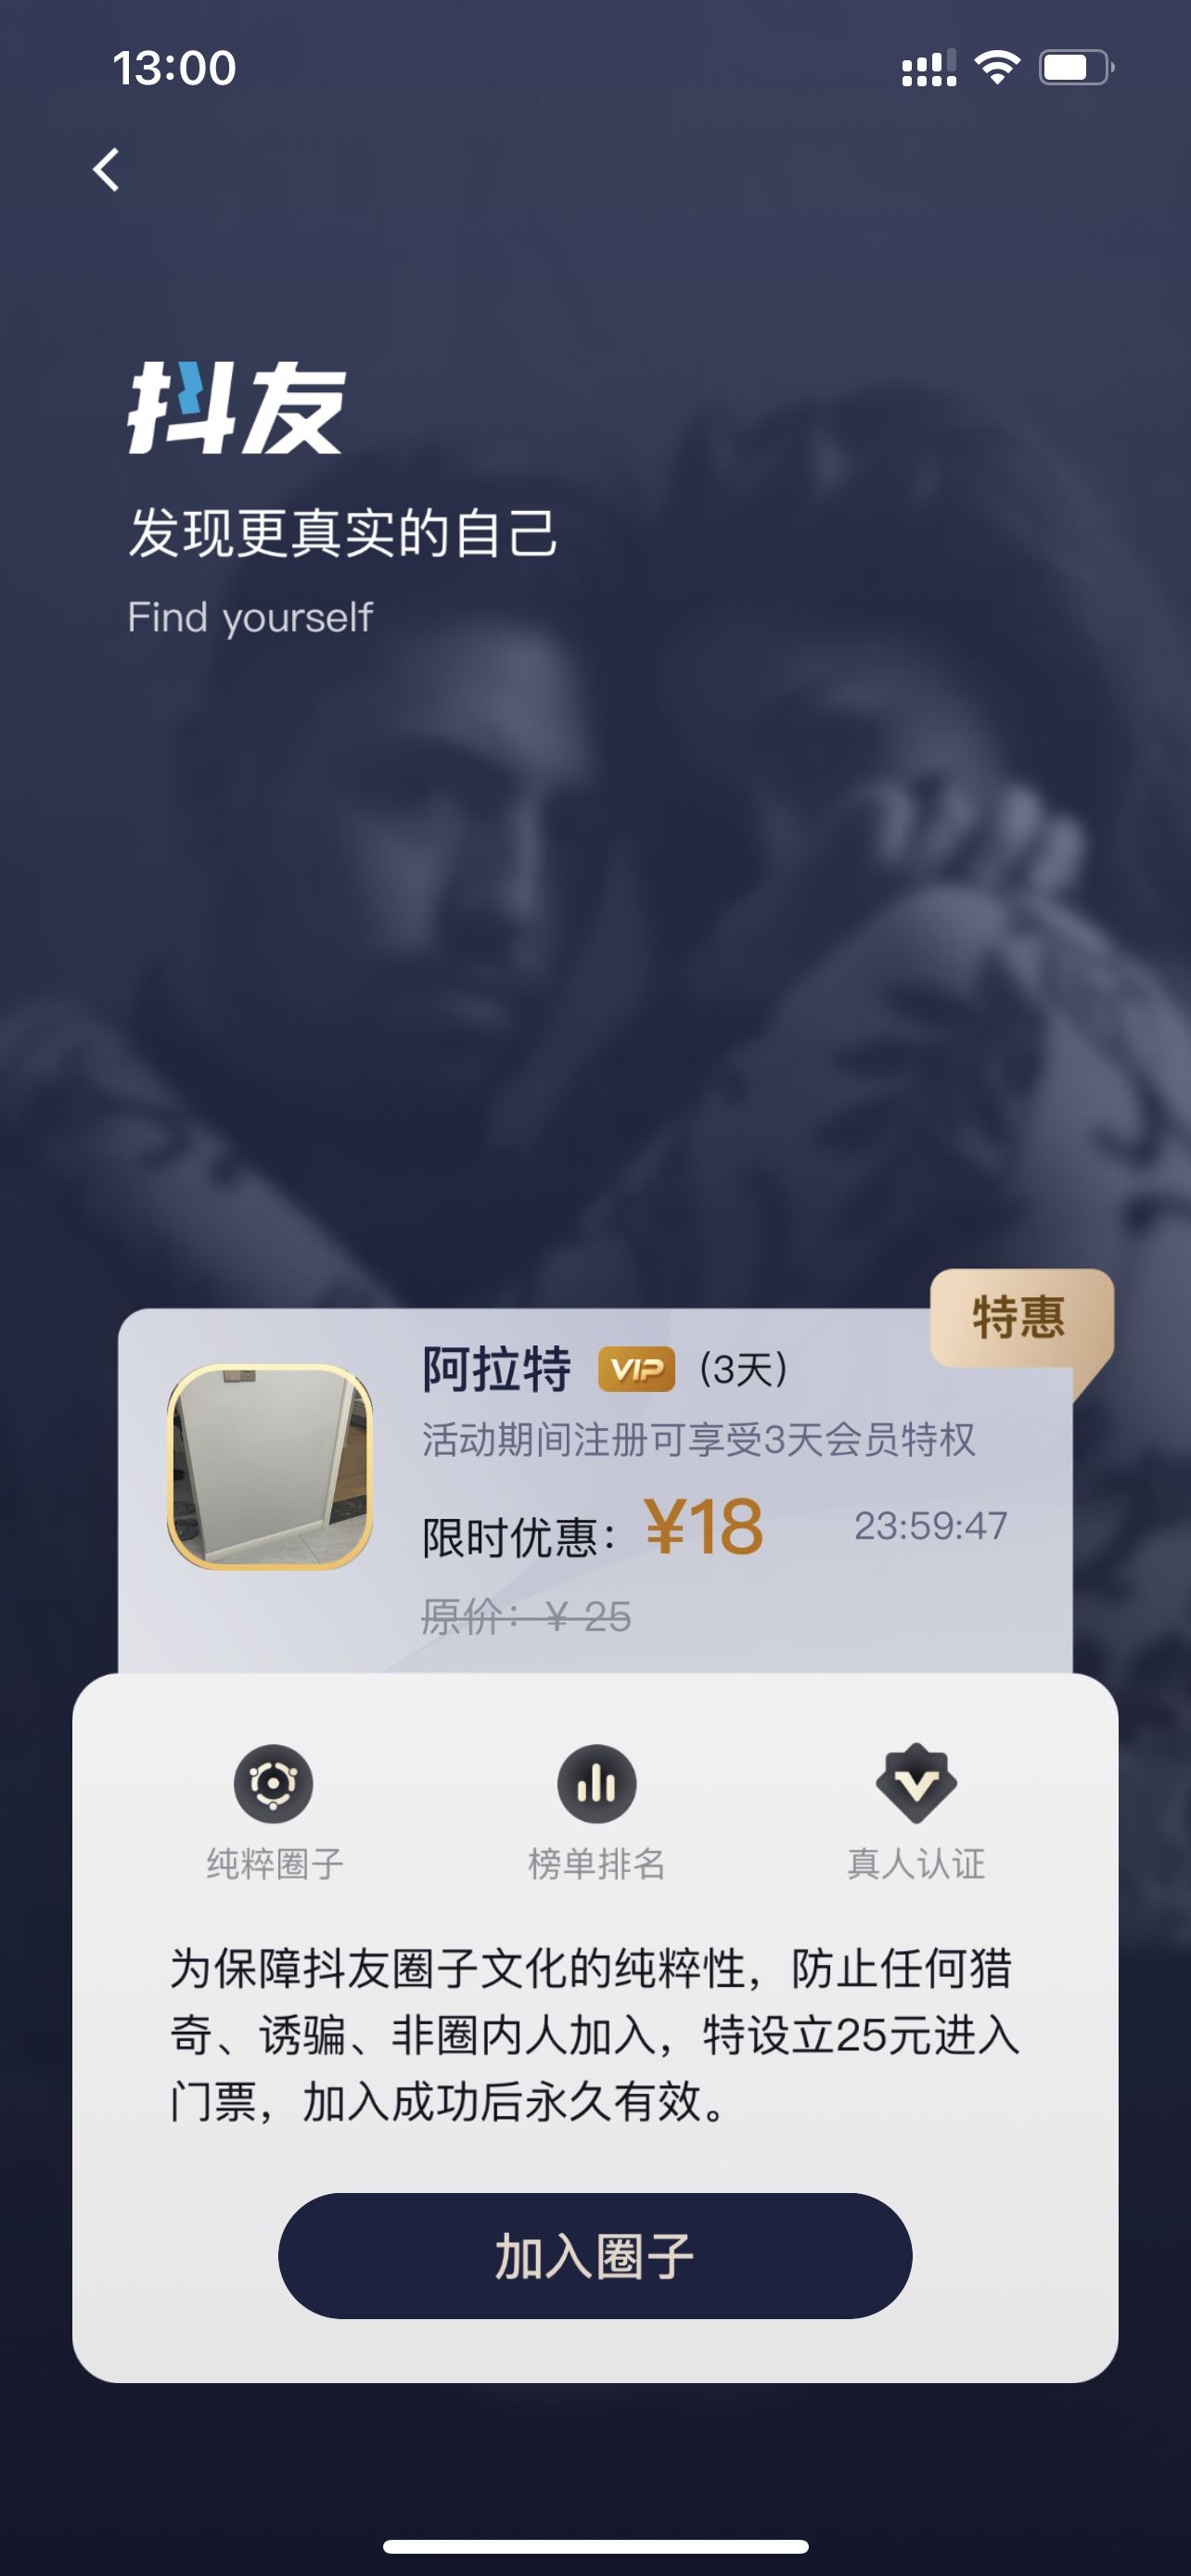 13:00
抖友
发现更真实的自己
Find yourself
特惠
阿拉特 VIP (3天)
活动期间注册可享受3天会员特权
限时优惠：¥18 23:59:47
原价：¥ 25
纯粹圈子 榜单排名 真人认证
为保障抖友圈子文化的纯粹性，防止任何猎
奇、诱骗、非圈内人加入，特设立25元进入
门票，加入成功后永久有效。
加入圈子